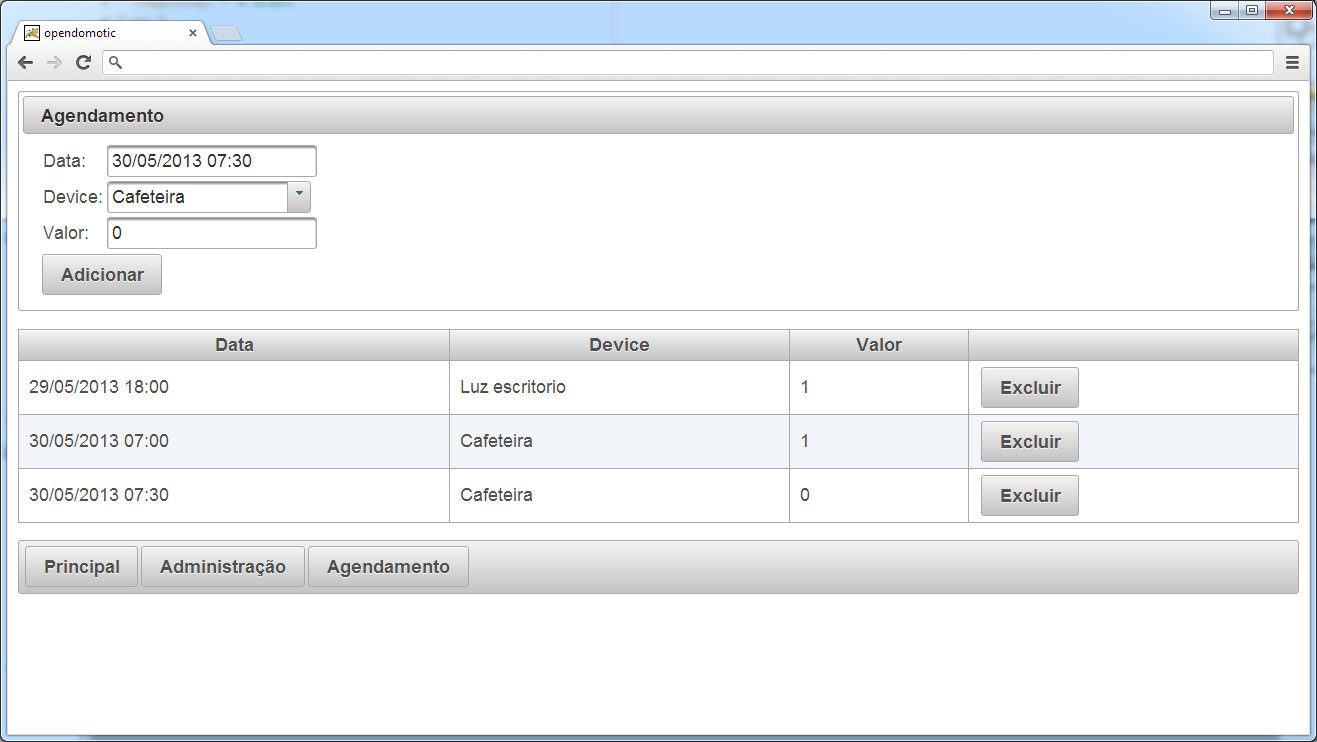 opendomotic
Agendamento
Data: 30/05/2013 07:30
Device: Cafeteira
Valor: 0
Adicionar
Data Device Valor
29/05/2013 18:00 Luz escritorio 1 Excluir
30/05/2013 07:00 Cafeteira 1 Excluir
30/05/2013 07:30 Cafeteira 0 Excluir
Principal Administração Agendamento